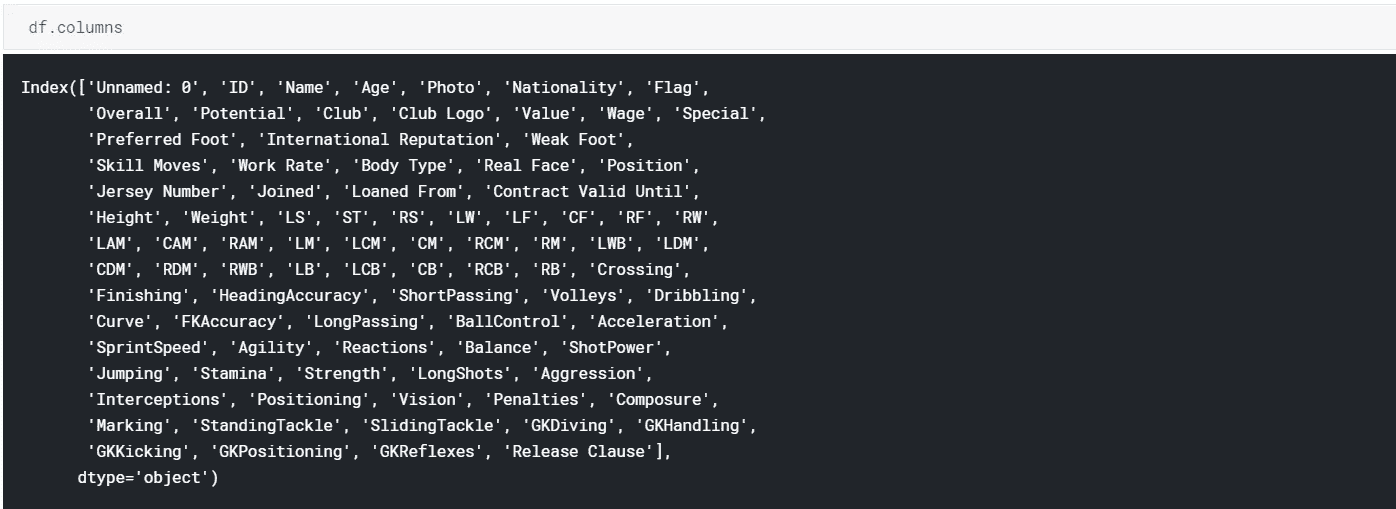 df.columns
Index(['Unnamed: 0', 'ID', 'Name', 'Age', 'Photo', 'Nationality', 'Flag',
'Overall', 'Potential', 'Club', 'Club Logo', 'Value', 'Wage', 'Special',
'Preferred Foot', 'International Reputation', 'Weak Foot',
'Skill Moves', 'Work Rate', 'Body Type', 'Real Face', 'Position',
'Jersey Number', 'Joined', 'Loaned From', 'Contract Valid Until',
'Height', 'Weight', 'LS', 'ST', 'RS', 'LW', 'LF', 'CF', 'RF', 'RW',
'LAM', 'CAM', 'RAM', 'LM', 'LCM', 'CM', 'RCM', 'RM', 'LWB', 'LDM',
'CDM', 'RDM', 'RWB', 'LB', 'LCB', 'CB', 'RCB', 'RB', 'Crossing',
'Finishing', 'HeadingAccuracy', 'ShortPassing', 'Volleys', 'Dribbling',
'Curve', 'FKAccuracy', 'LongPassing', 'BallControl', 'Acceleration',
'SprintSpeed', 'Agility', 'Reactions', 'Balance', 'ShotPower',
'Jumping', 'Stamina', 'Strength', 'LongShots', 'Aggression',
'Interceptions', 'Positioning', 'Vision', 'Penalties', 'Composure',
'Marking', 'StandingTackle', 'SlidingTackle', 'GKDiving', 'GKHandling',
'GKKicking', 'GKPositioning', 'GKReflexes', 'Release Clause'],
dtype='object')